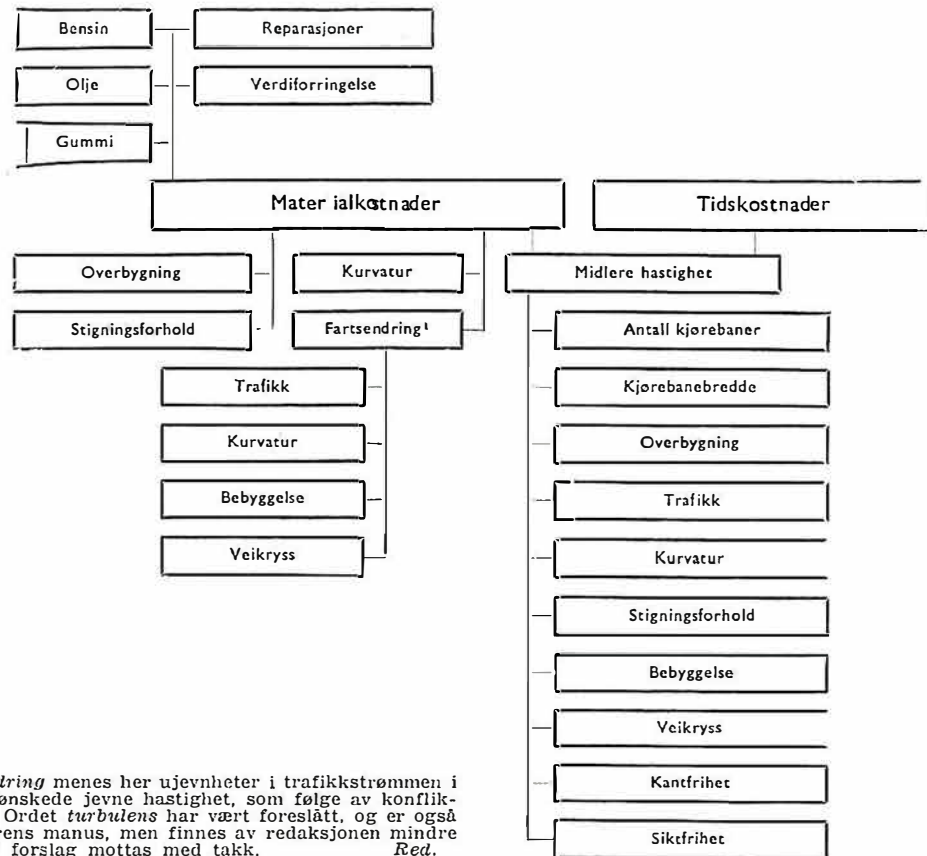 Bensin
Reparasjoner
Olje
Verdiforringelse
Gummi
Materialkostnader
Tidskostnader
Overbygning
Kurvatur
Midlere hastighet
Stigningsforhold
Fartsendring¹
Antall kjørebaner
Trafikk
Kjørebanebredde
Kurvatur
Overbygning
Bebyggelse
Trafikk
Veikryss
Kurvatur
Stigningsforhold
Bebyggelse
Veikryss
Kantfrihet
Siktfrihet
dring menes her ujevnheter i trafikkstrømmen i
ønskede jevne hastighet, som følge av konflik-
Ordet turbulens har vært foreslått, og er også
rens manus, men finnes av redaksjonen mindre
forslag mottas med takk. Red.